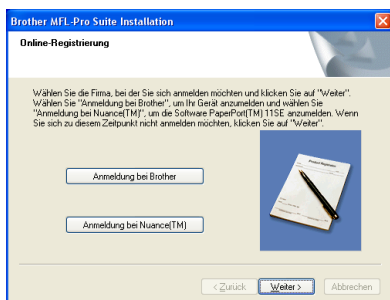 Brother MFL-Pro Suite Installation
Online-Registrierung
Wählen Sie die Firma, bei der Sie sich anmelden möchten und klicken Sie auf "Weiter".
Wählen Sie "Anmeldung bei Brother", um Ihr Gerät anzumelden und wählen Sie
"Anmeldung bei Nuance(TM)", um die Software PaperPort(TM) 11SE anzumelden. Wenn
Sie sich zu diesem Zeitpunkt nicht anmelden möchten, klicken Sie auf "Weiter".
Anmeldung bei Brother
Product Registration
Anmeldung bei Nuance(TM)
< Zurück
Weiter >
Abbrechen